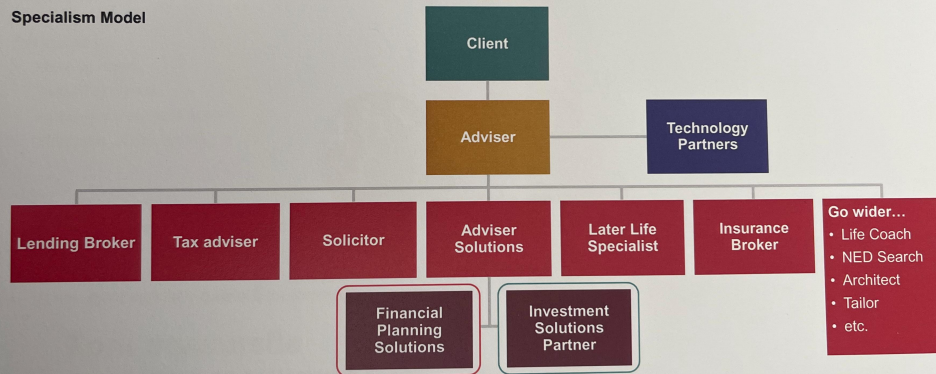 Specialism Model
Client
Adviser
Technology
Partners
Lending Broker
Tax adviser
Solicitor
Adviser
Solutions
Later Life
Specialist
Insurance
Broker
Go wider...
• Life Coach
• NED Search
• Architect
• Tailor
• etc.
Financial
Planning
Solutions
Investment
Solutions
Partner